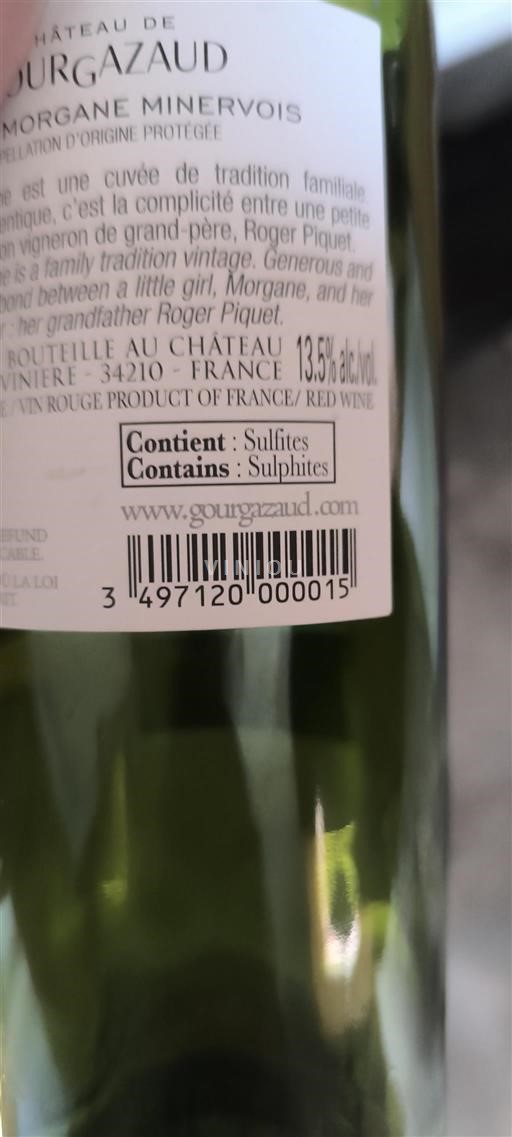 HÂTEAU DE
OURGAZAUD
MORGANE MINERVOIS
PELLATION D'ORIGINE PROTÉGÉE
est une cuvée de tradition familiale
entique, c'est la complicité entre une petite
on vigneron de grand-père, Roger Piquet.
is a family tradition vintage. Generous and
bond between a little girl, Morgane, and her
: her grandfather Roger Piquet.
BOUTEILLE AU CHÂTEAU
VINIERE - 34210 - FRANCE 13.5% alc./vol.
/ VIN ROUGE PRODUCT OF FRANCE/ RED WINE
Contient : Sulfites
Contains : Sulphites
www.gourgazaud.com
EFUND
CABLE
LA LOI
VINIOU
3 497120 000015